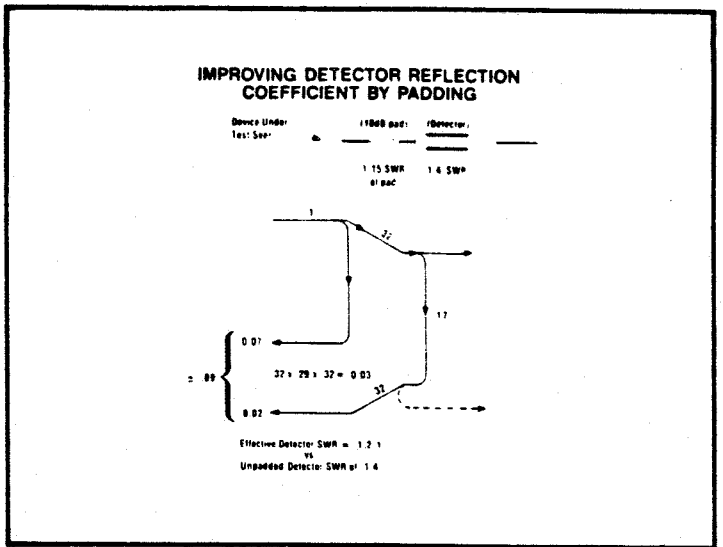 IMPROVING DETECTOR REFLECTION
COEFFICIENT BY PADDING
Device Under (10dB pad) (Detector)
Test Sees
1.15 SWR 1.4 SWR
of pad
1
.32
.17
0.07
± .09
.32 x .29 x .32 = 0.03
.32
0.02
Effective Detector SWR = 1.2:1
vs
Unpadded Detector SWR of 1.4